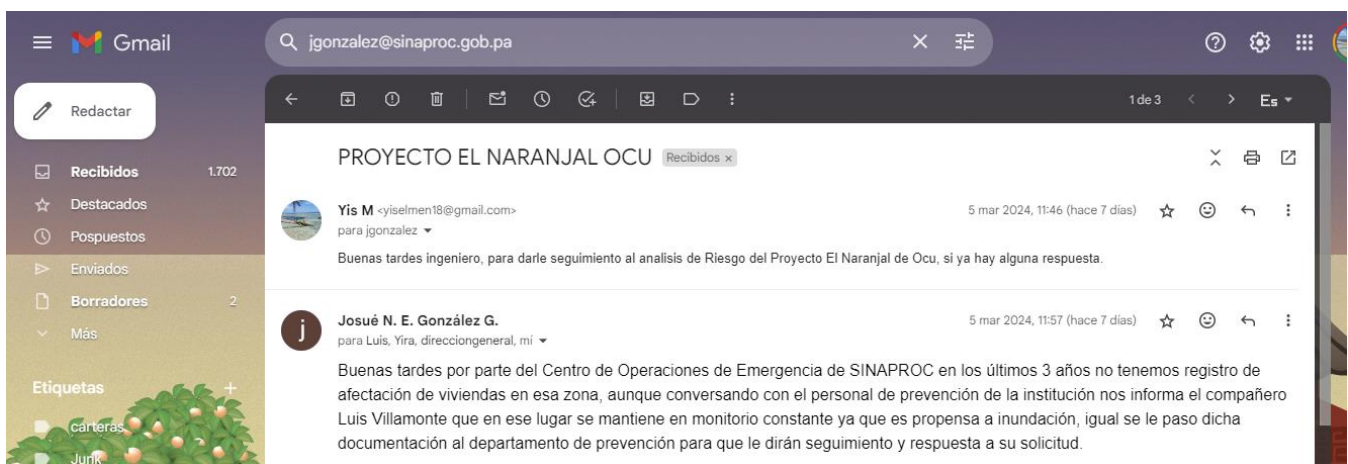 Gmail
jgonzalez@sinaproc.gob.pa
Redactar
1 de 3
Es
Recibidos 1.702
Destacados
Pospuestos
Enviados
Borradores 2
Más
Etiquetas
carteras
Junk
PROYECTO EL NARANJAL OCU Recibidos x
Yis M <yiselmen18@gmail.com> 5 mar 2024, 11:46 (hace 7 días)
para jgonzalez
Buenas tardes ingeniero, para darle seguimiento al analisis de Riesgo del Proyecto El Naranjal de Ocu, si ya hay alguna respuesta.
j
Josué N. E. González G. 5 mar 2024, 11:57 (hace 7 días)
para Luis, Yira, direcciongeneral, mí
Buenas tardes por parte del Centro de Operaciones de Emergencia de SINAPROC en los últimos 3 años no tenemos registro de
afectación de viviendas en esa zona, aunque conversando con el personal de prevención de la institución nos informa el compañero
Luis Villamonte que en ese lugar se mantiene en monitorio constante ya que es propensa a inundación, igual se le paso dicha
documentación al departamento de prevención para que le dirán seguimiento y respuesta a su solicitud.